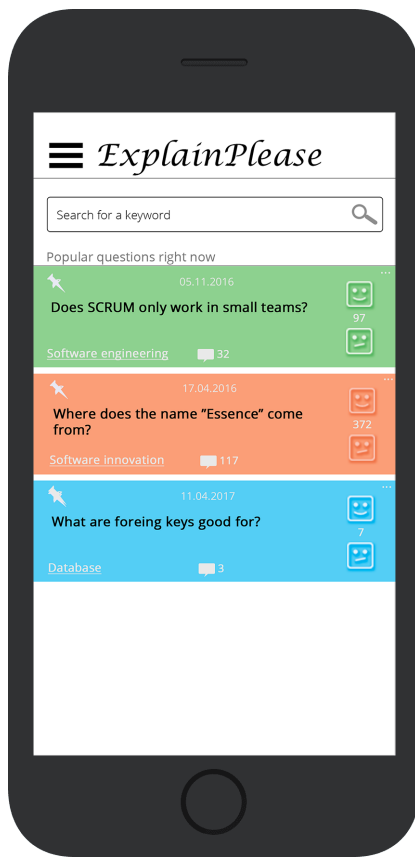 ExplainPlease
Search for a keyword
Popular questions right now
05.11.2016
Does SCRUM only work in small teams?
97
Software engineering 32
17.04.2016
Where does the name ”Essence” come
from?
372
Software innovation 117
11.04.2017
What are foreing keys good for?
7
Database 3